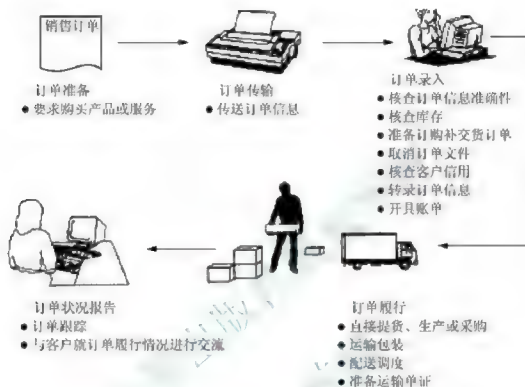 销售订单
订单准备
● 要求购买产品或服务
订单传输
● 传送订单信息
订单录入
● 核查订单信息准确件
● 核查库存
● 准备订购补交货订单
● 取消订单文件
● 核查客户信用
● 转录订单信息
● 开具账单
订单履行
● 直接提货、生产或采购
● 运输包装
● 配送调度
● 准备运输单证
订单状况报告
● 订单跟踪
● 与客户就订单履行情况进行交流